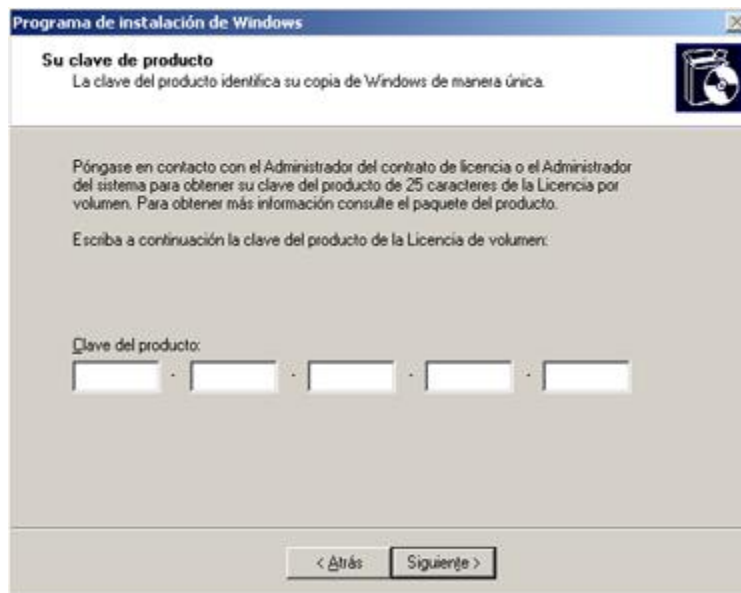 Programa de instalación de Windows
Su clave de producto
La clave del producto identifica su copia de Windows de manera única.
Póngase en contacto con el Administrador del contrato de licencia o el Administrador
del sistema para obtener su clave del producto de 25 caracteres de la Licencia por
volumen. Para obtener más información consulte el paquete del producto.
Escriba a continuación la clave del producto de la Licencia de volumen:
Clave del producto:
- - - -
< Atrás Siguiente >